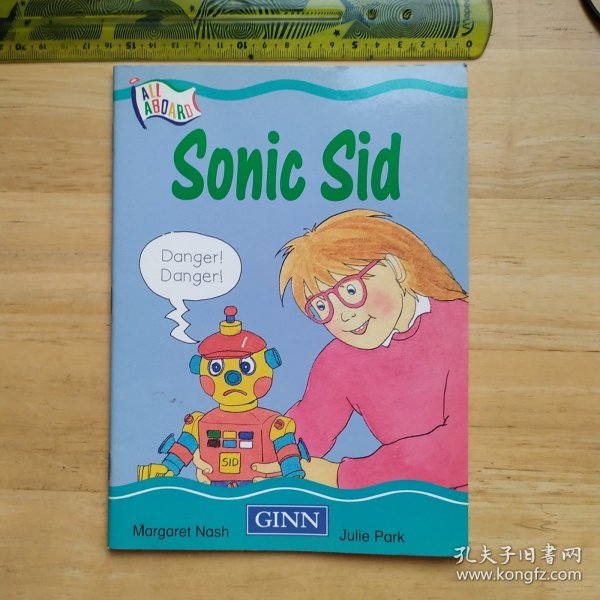 ALL
ABOARD
Sonic Sid
Danger!
Danger!
SID
Margaret Nash
GINN
Julie Park
孔夫子旧书网
www.kongfz.com